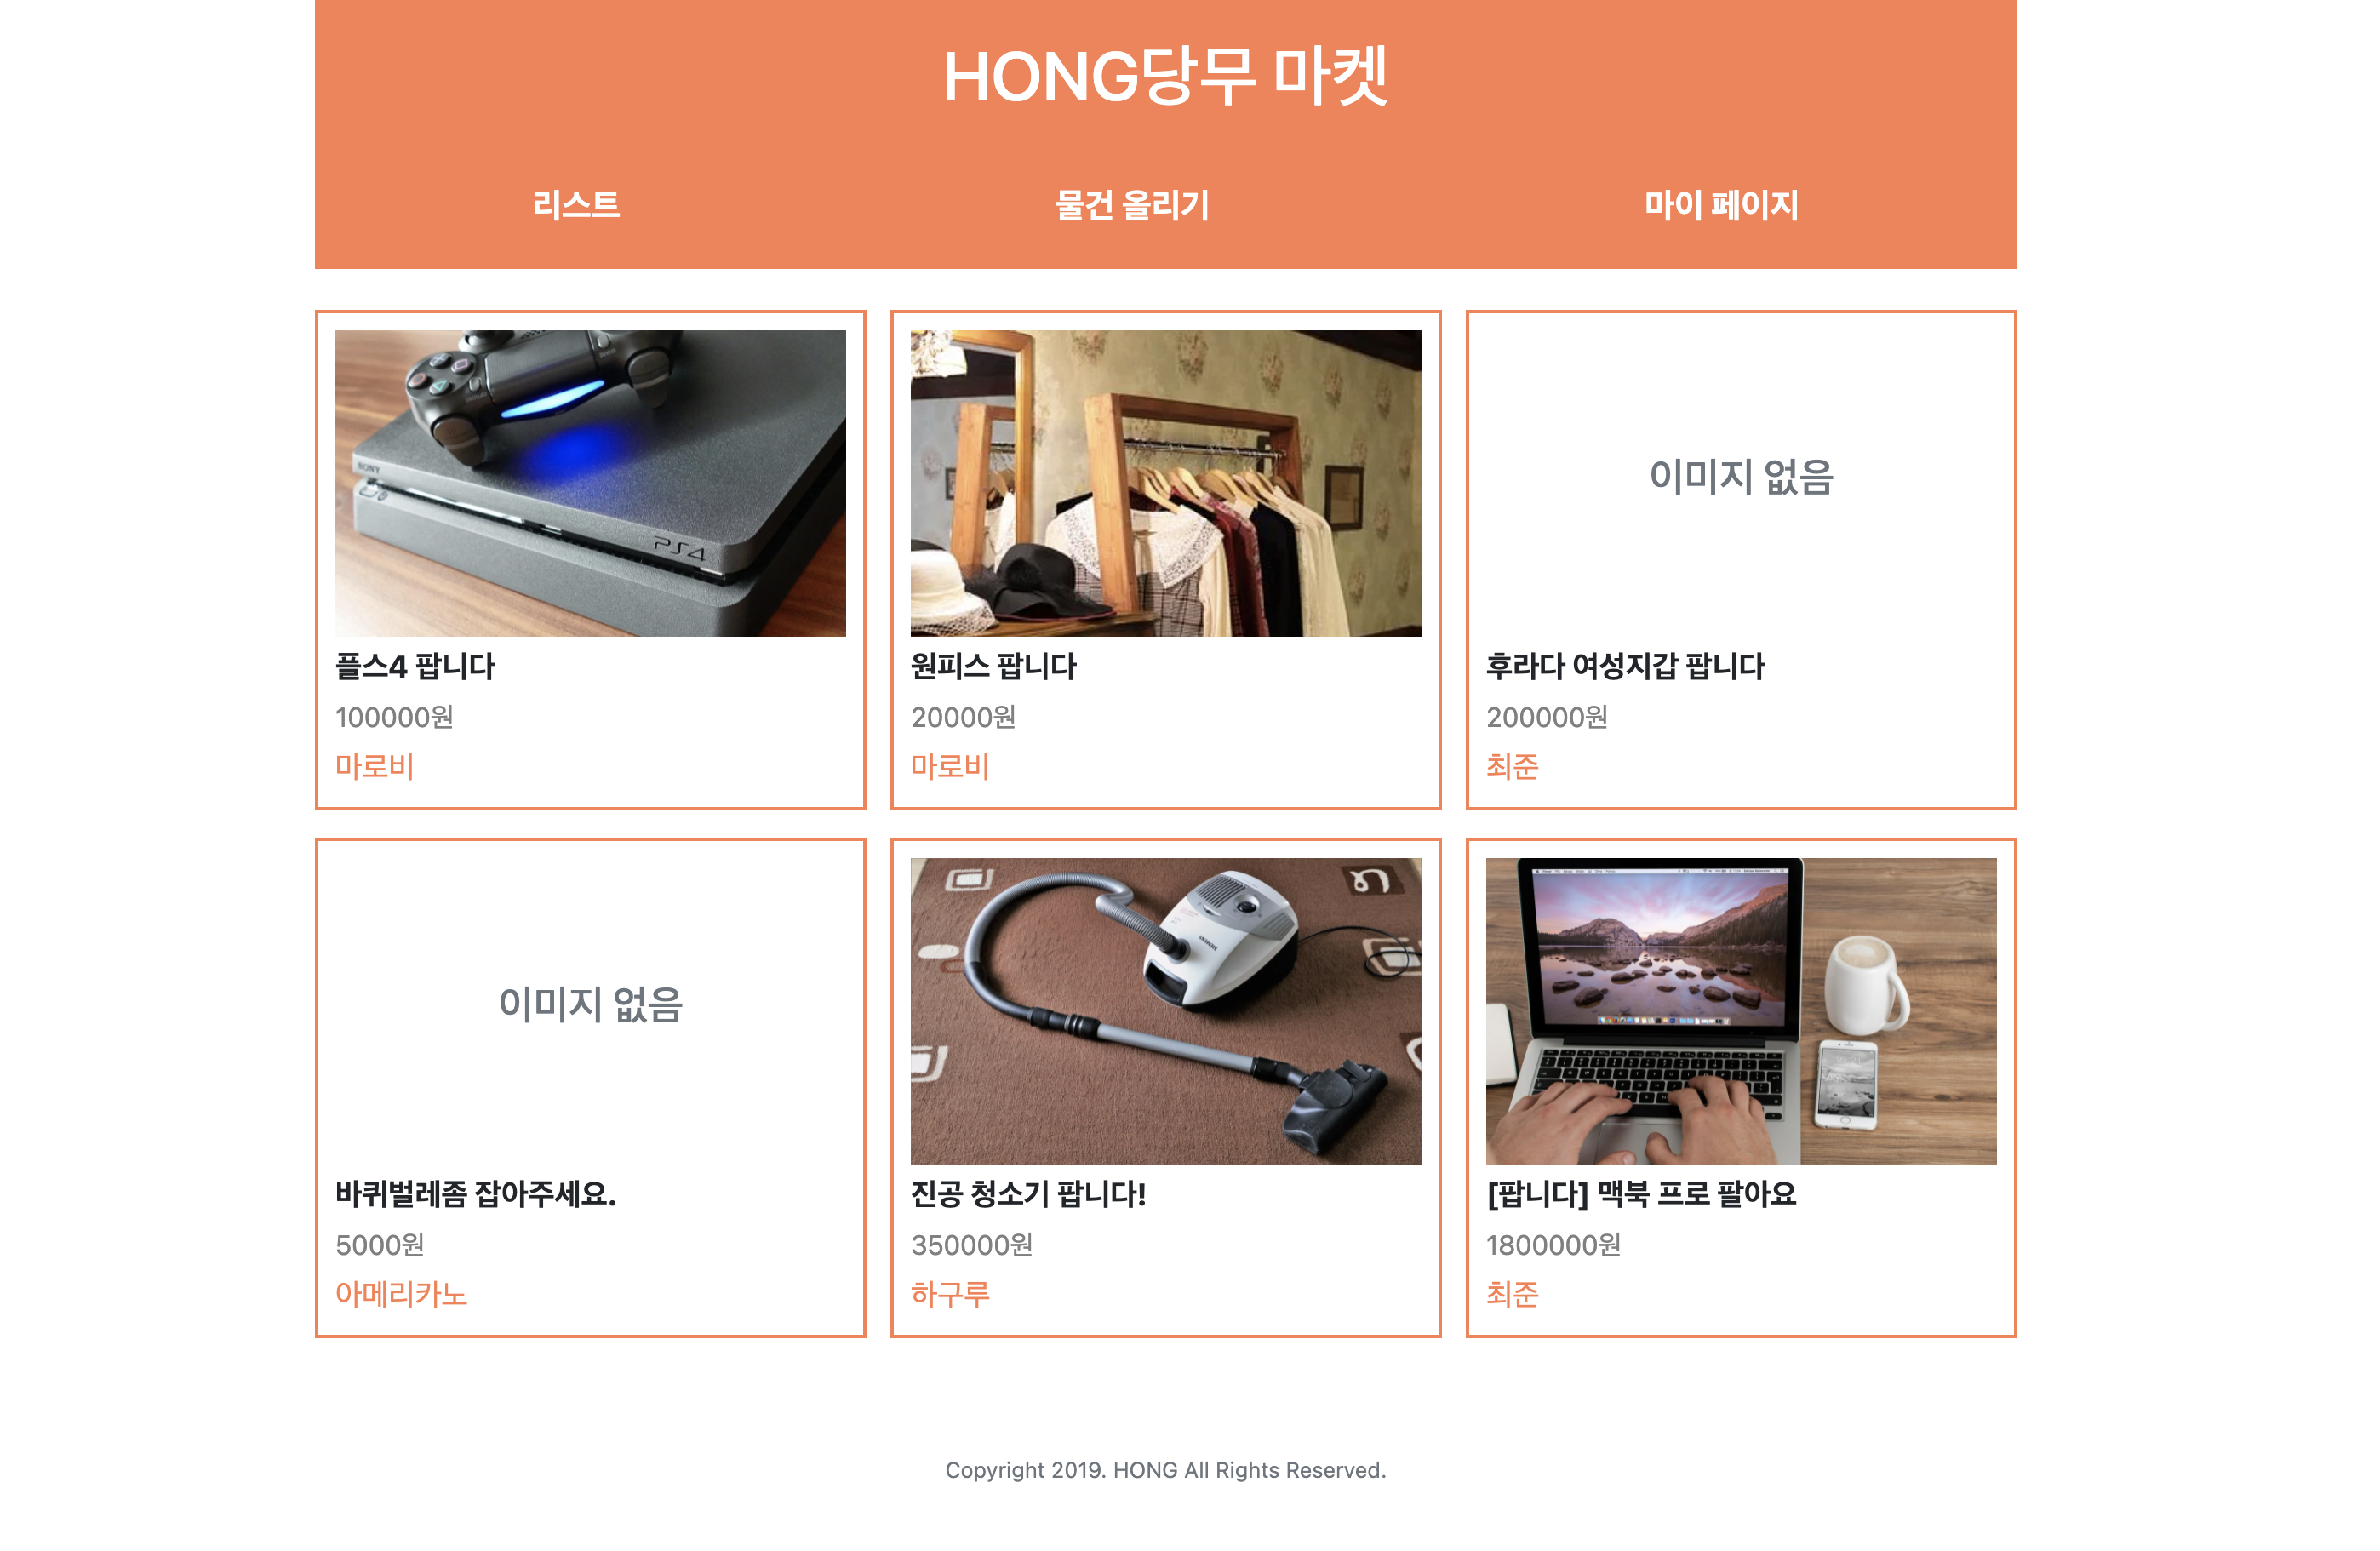 HONG당무 마켓
리스트
물건 올리기
마이 페이지
SONY
PS4
플스4 팝니다
100000원
마로비
원피스 팝니다
20000원
마로비
이미지 없음
후라다 여성지갑 팝니다
200000원
최준
이미지 없음
바퀴벌레좀 잡아주세요.
5000원
아메리카노
진공 청소기 팝니다!
350000원
하구루
[팝니다] 맥북 프로 팔아요
1800000원
최준
Copyright 2019. HONG All Rights Reserved.